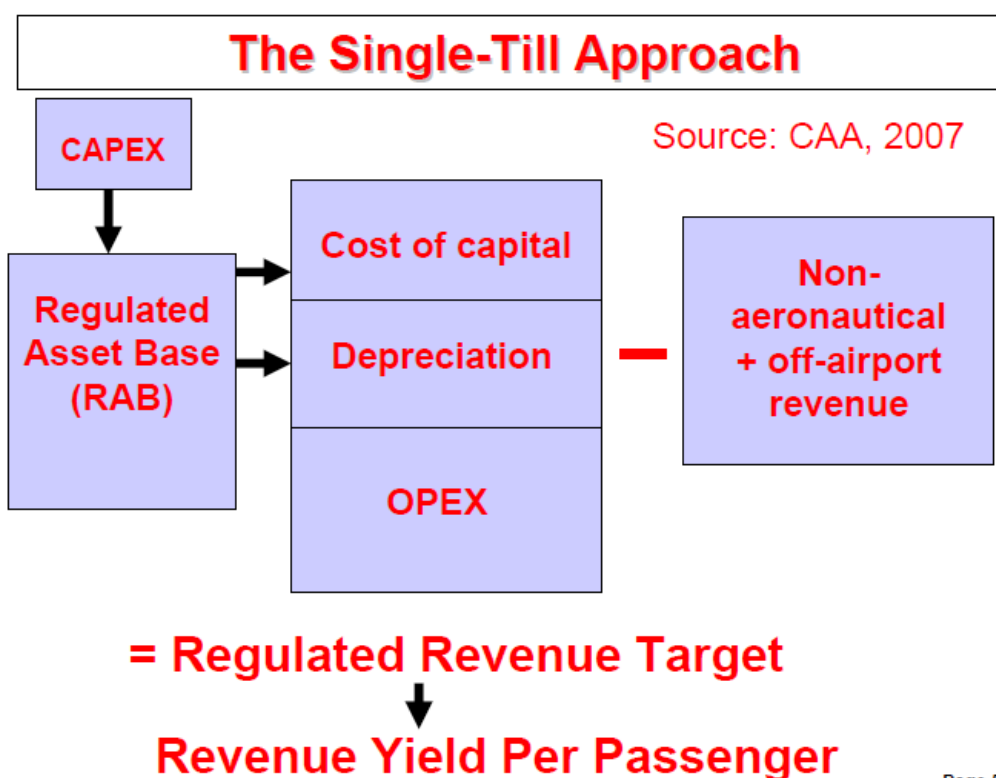 The Single-Till Approach
CAPEX
Source: CAA, 2007
Regulated
Asset Base
(RAB)
Cost of capital
Depreciation
OPEX
–
Non-
aeronautical
+ off-airport
revenue
= Regulated Revenue Target
Revenue Yield Per Passenger